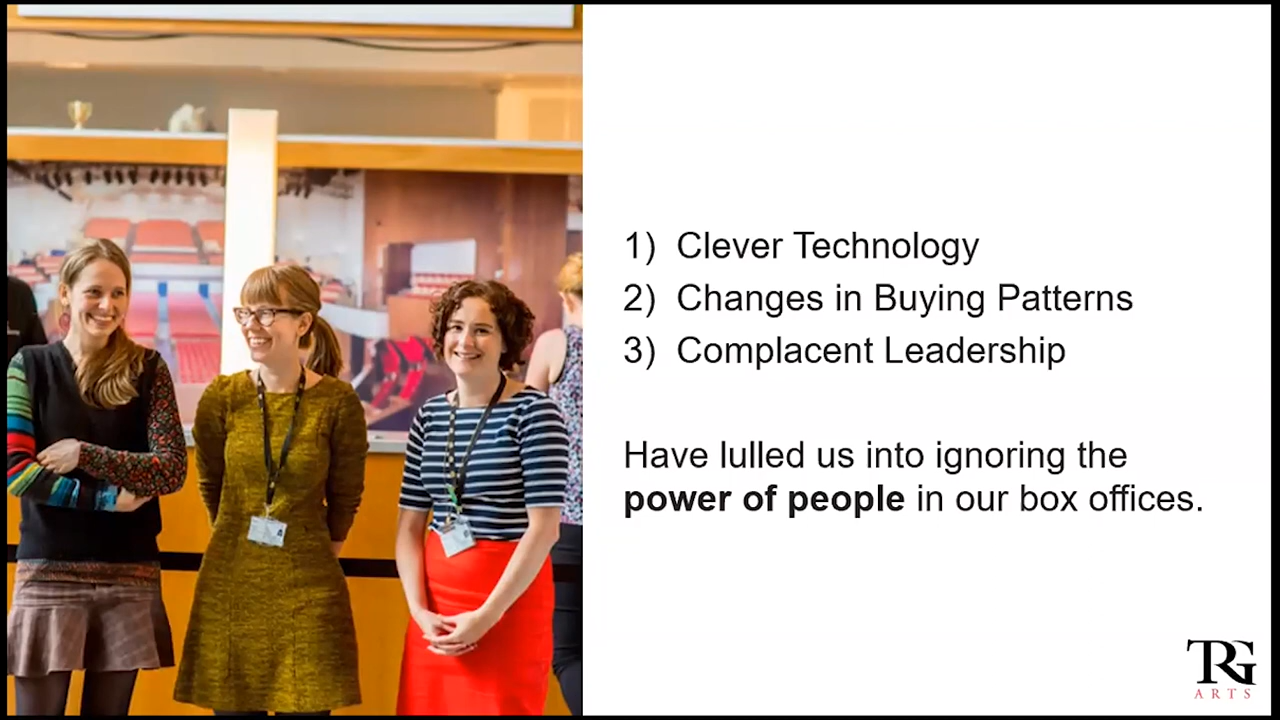 1) Clever Technology
2) Changes in Buying Patterns
3) Complacent Leadership
Have lulled us into ignoring the
power of people in our box offices.
TRG
ARTS